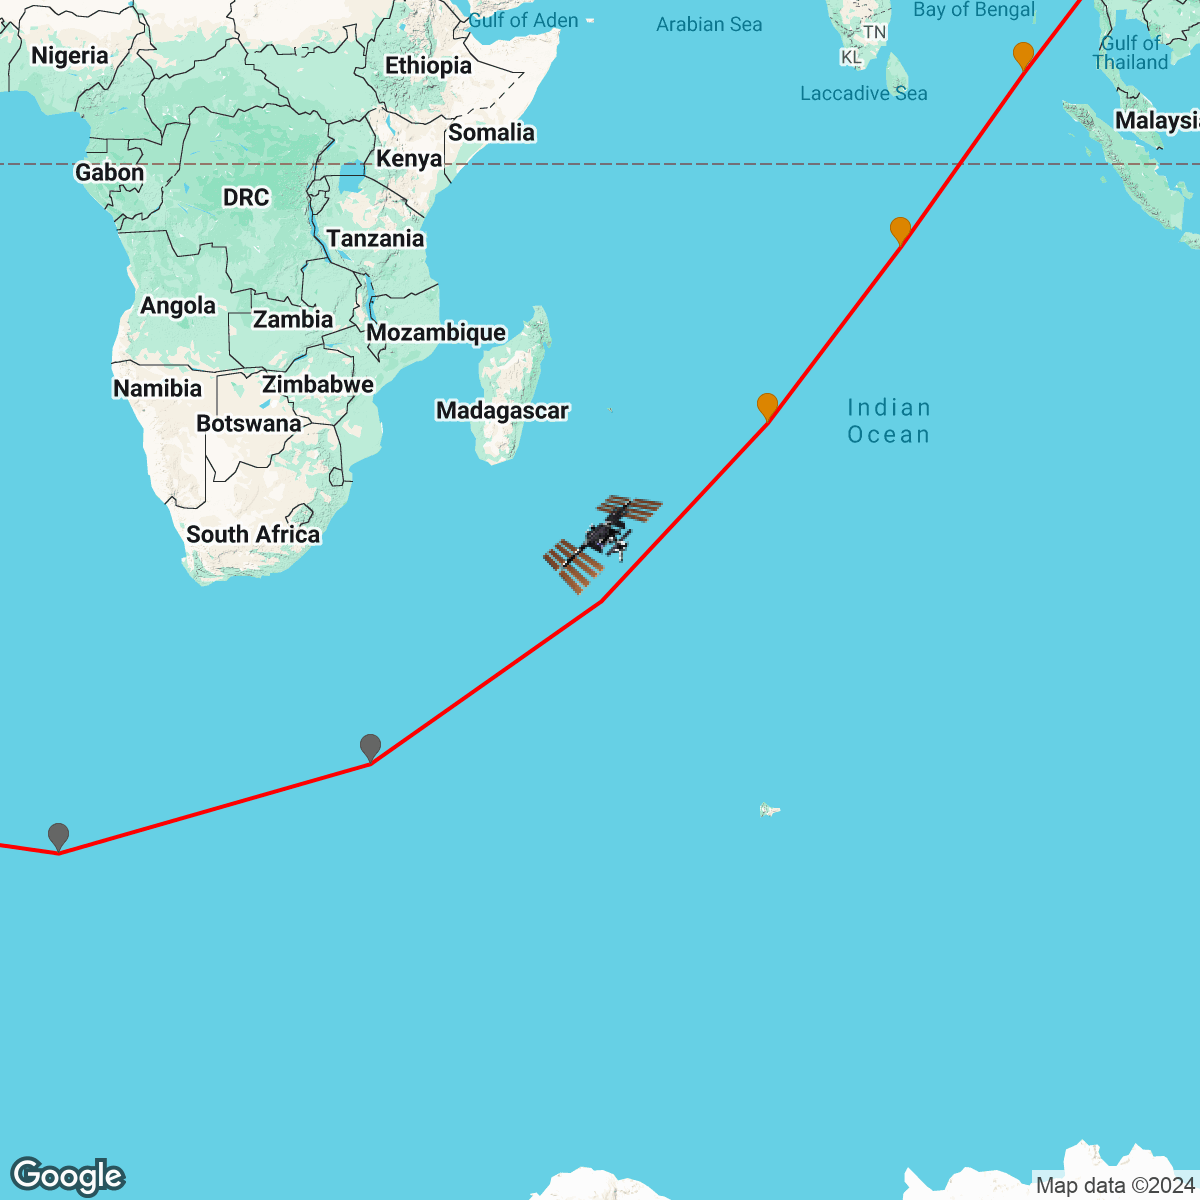 Gulf of Aden
Arabian Sea
Bay of Bengal
TN
KL
Nigeria
Ethiopia
Gulf of
Thailand
Laccadive Sea
Somalia
Malaysi
Kenya
Gabon
DRC
Tanzania
Angola
Zambia
Mozambique
Namibia
Zimbabwe
Madagascar
Indian
Ocean
Botswana
South Africa
Google
Map data ©2024